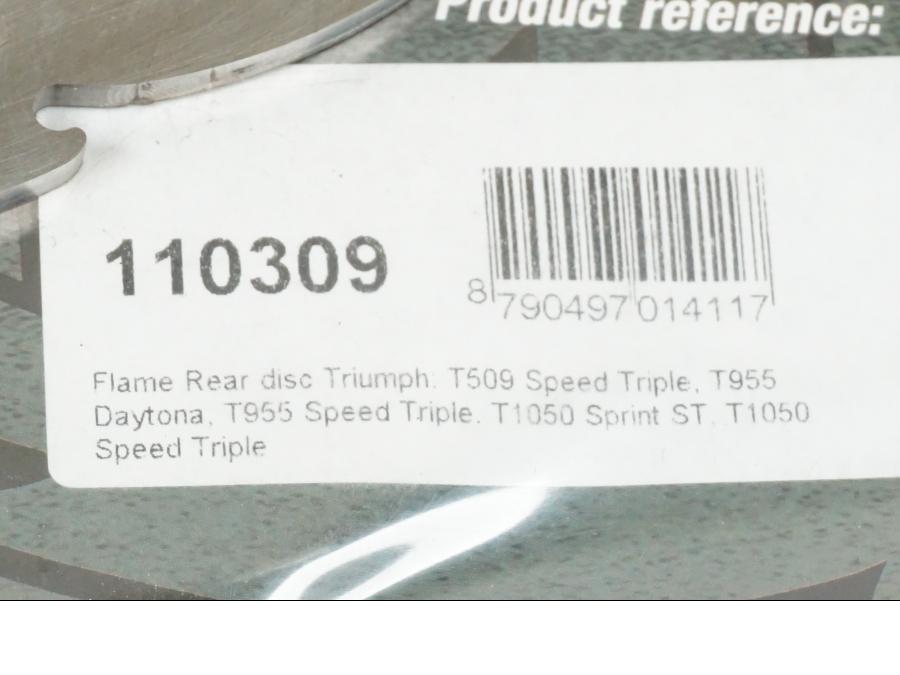 Product reference:
110309
8 790497 014117
Flame Rear disc Triumph: T509 Speed Triple, T955
Daytona, T955 Speed Triple. T1050 Sprint ST, T1050
Speed Triple